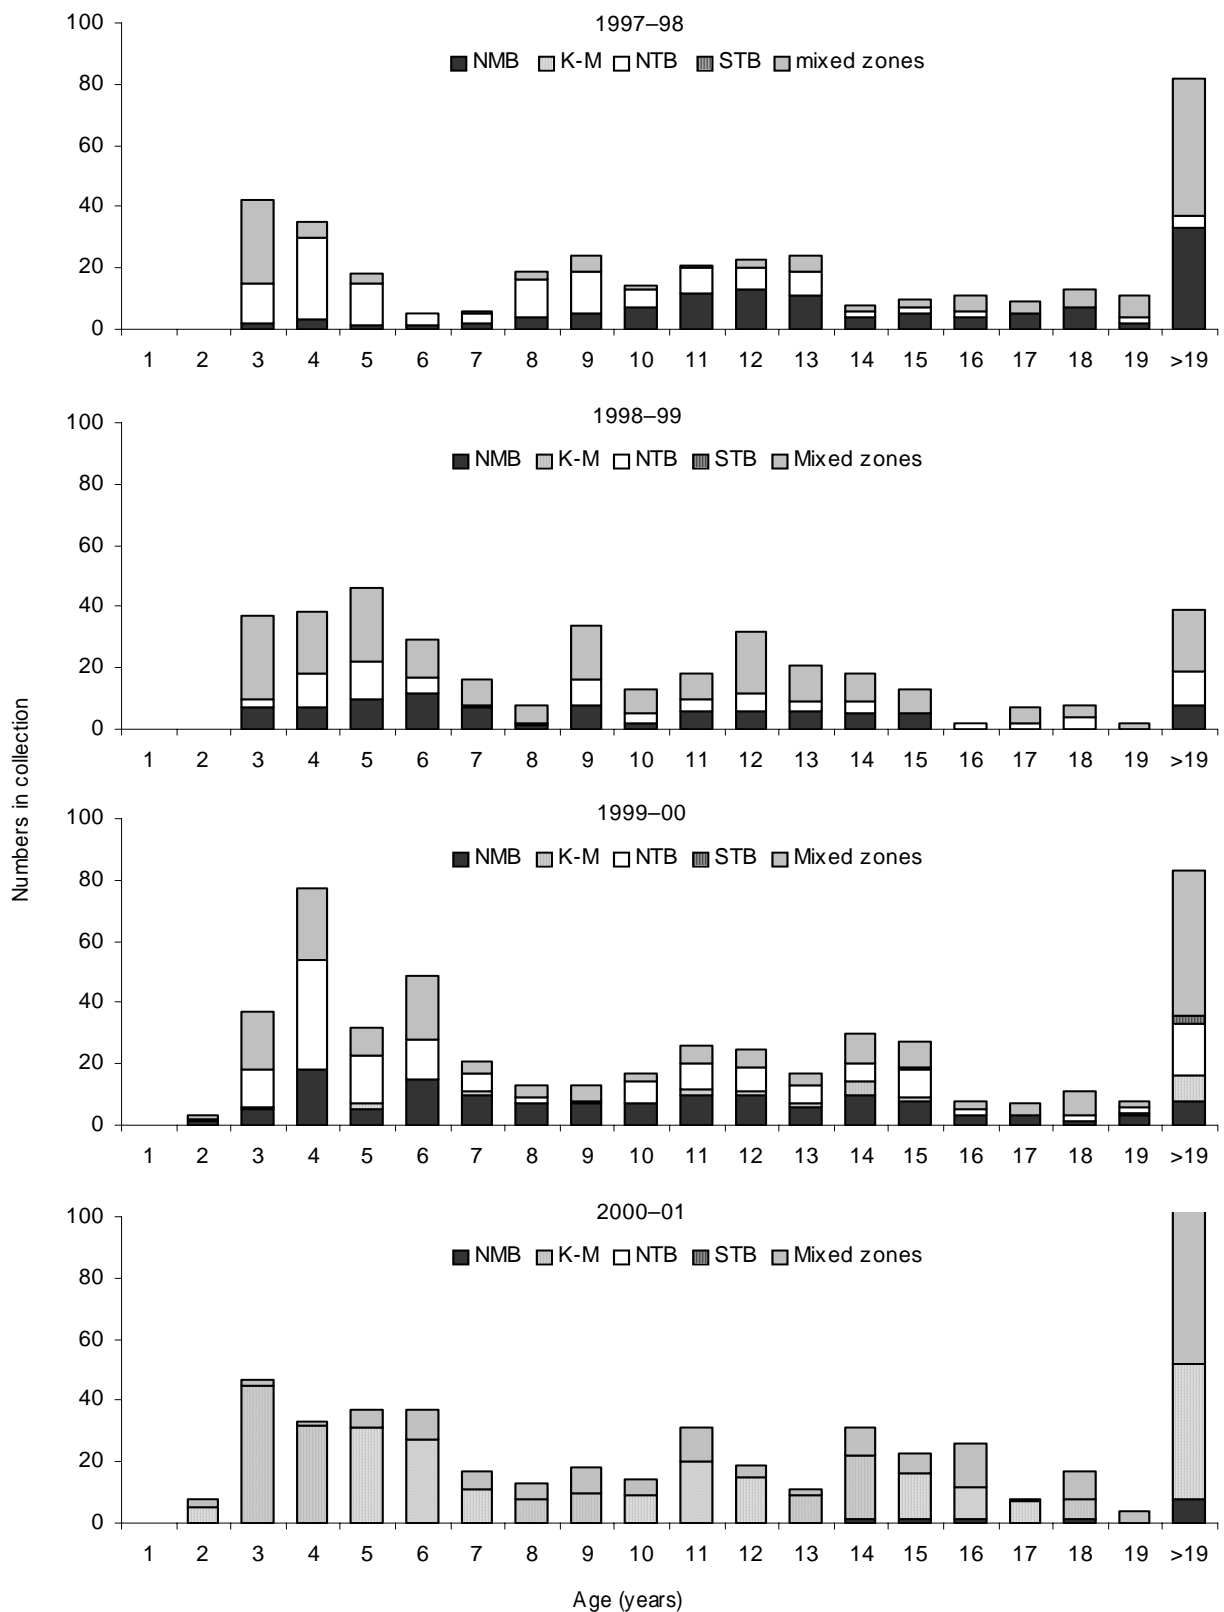 1997–98
NMB K-M NTB STB mixed zones
100
80
60
40
20
0
1 2 3 4 5 6 7 8 9 10 11 12 13 14 15 16 17 18 19 >19
1998–99
NMB K-M NTB STB Mixed zones
100
80
60
40
20
0
1 2 3 4 5 6 7 8 9 10 11 12 13 14 15 16 17 18 19 >19
Numbers in collection
1999–00
NMB K-M NTB STB Mixed zones
100
80
60
40
20
0
1 2 3 4 5 6 7 8 9 10 11 12 13 14 15 16 17 18 19 >19
2000–01
NMB K-M NTB STB Mixed zones
100
80
60
40
20
0
1 2 3 4 5 6 7 8 9 10 11 12 13 14 15 16 17 18 19 >19
Age (years)